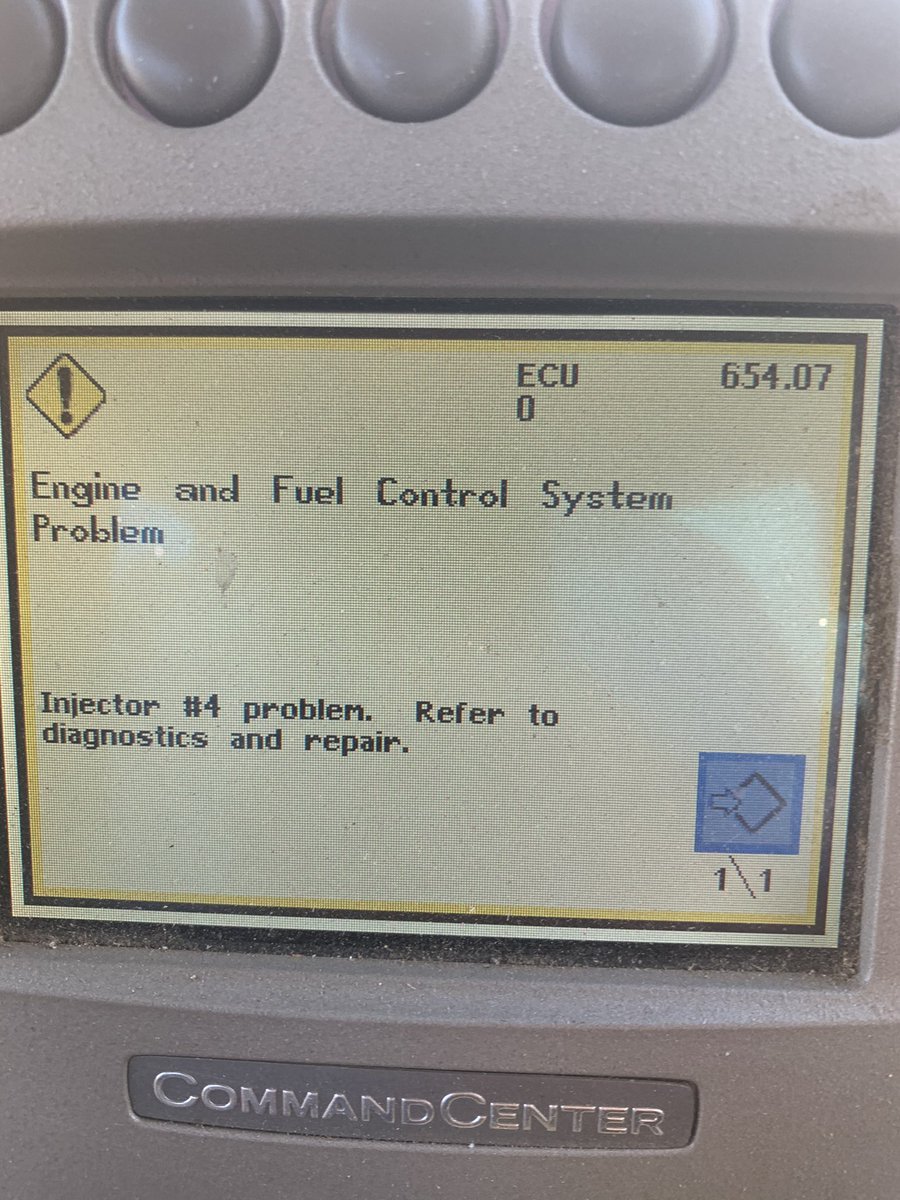 ECU 654.07
0
Engine and Fuel Control System
Problem
Injector #4 problem. Refer to
diagnostics and repair.
1\1
COMMANDCENTER